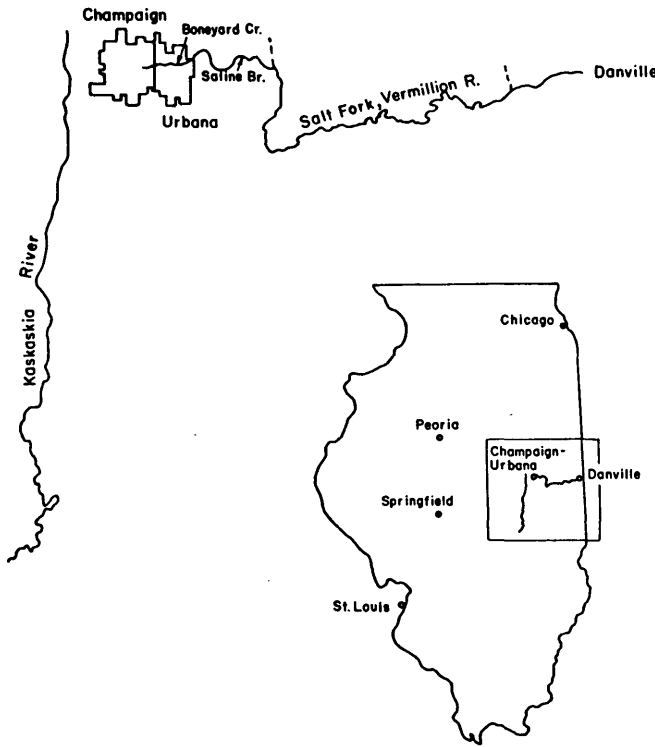 Champaign
Boneyard Cr.
Saline Br.
Urbana
Salt Fork, Vermillion R.
Danville
Kaskaskia River
Chicago
Peoria
Champaign-
Urbana
Danville
Springfield
St. Louis